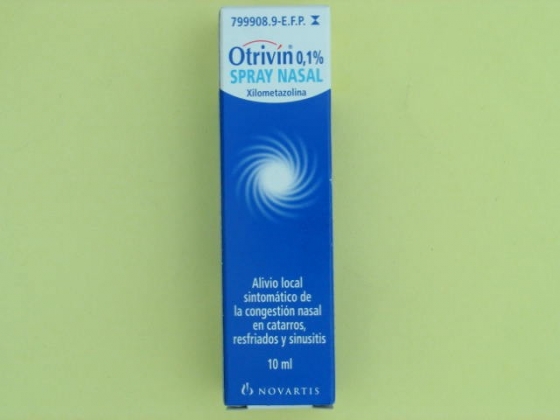 799908.9-E.F.P.
Otrivin® 0,1%
SPRAY NASAL
Xilometazolina
Alivio local
sintomático de
la congestión nasal
en catarros,
resfriados y sinusitis
10 ml
NOVARTIS